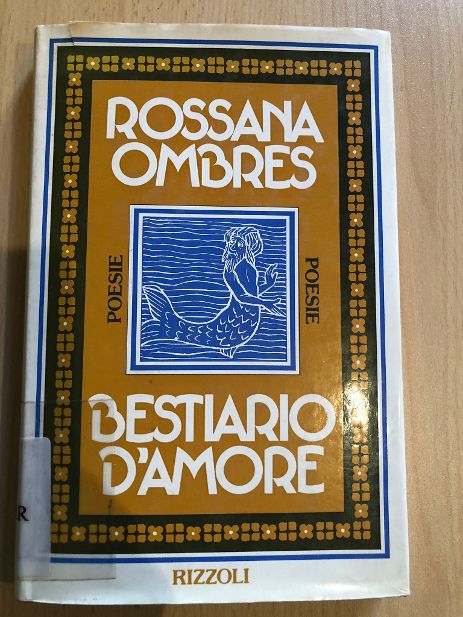 ROSSANA
OMBRES
POESIE
POESIE
BESTIARIO
D'AMORE
R
RIZZOLI